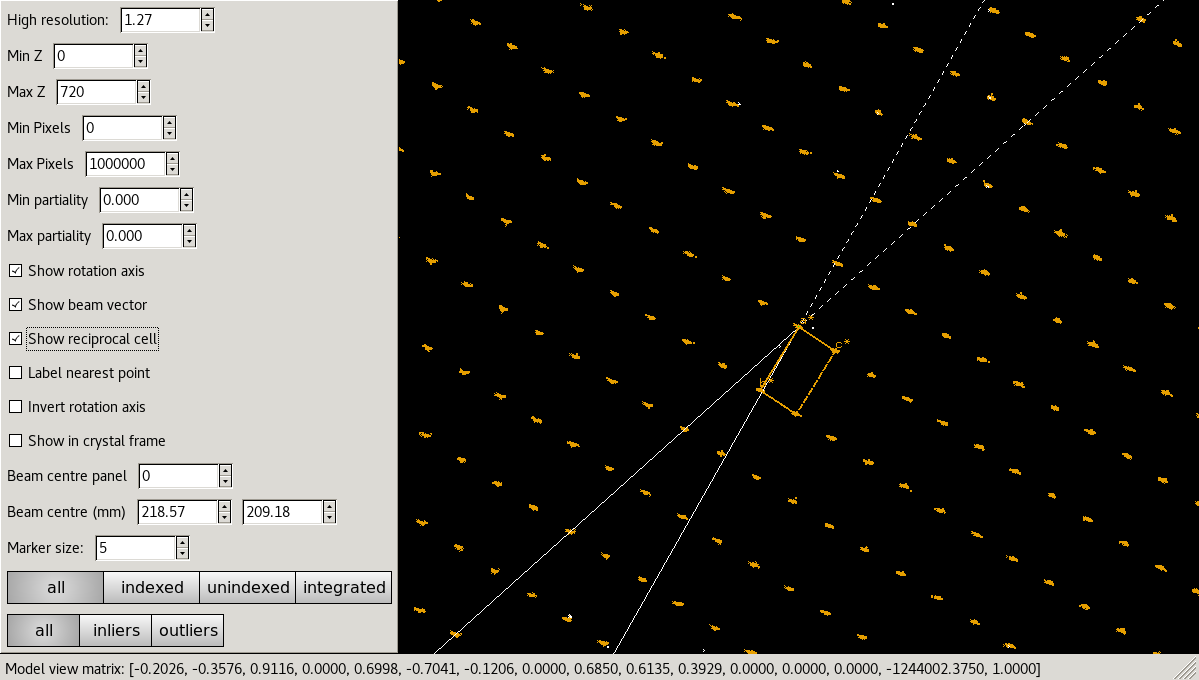 High resolution: 1.27
Min Z 0
Max Z 720
Min Pixels 0
Max Pixels 1000000
Min partiality 0.000
Max partiality 0.000
Show rotation axis
Show beam vector
Show reciprocal cell
Label nearest point
Invert rotation axis
Show in crystal frame
Beam centre panel 0
Beam centre (mm) 218.57 209.18
Marker size: 5
all indexed unindexed integrated
all inliers outliers
a*
c*
b*
Model view matrix: [-0.2026, -0.3576, 0.9116, 0.0000, 0.6998, -0.7041, -0.1206, 0.0000, 0.6850, 0.6135, 0.3929, 0.0000, 0.0000, 0.0000, -1244002.3750, 1.0000]